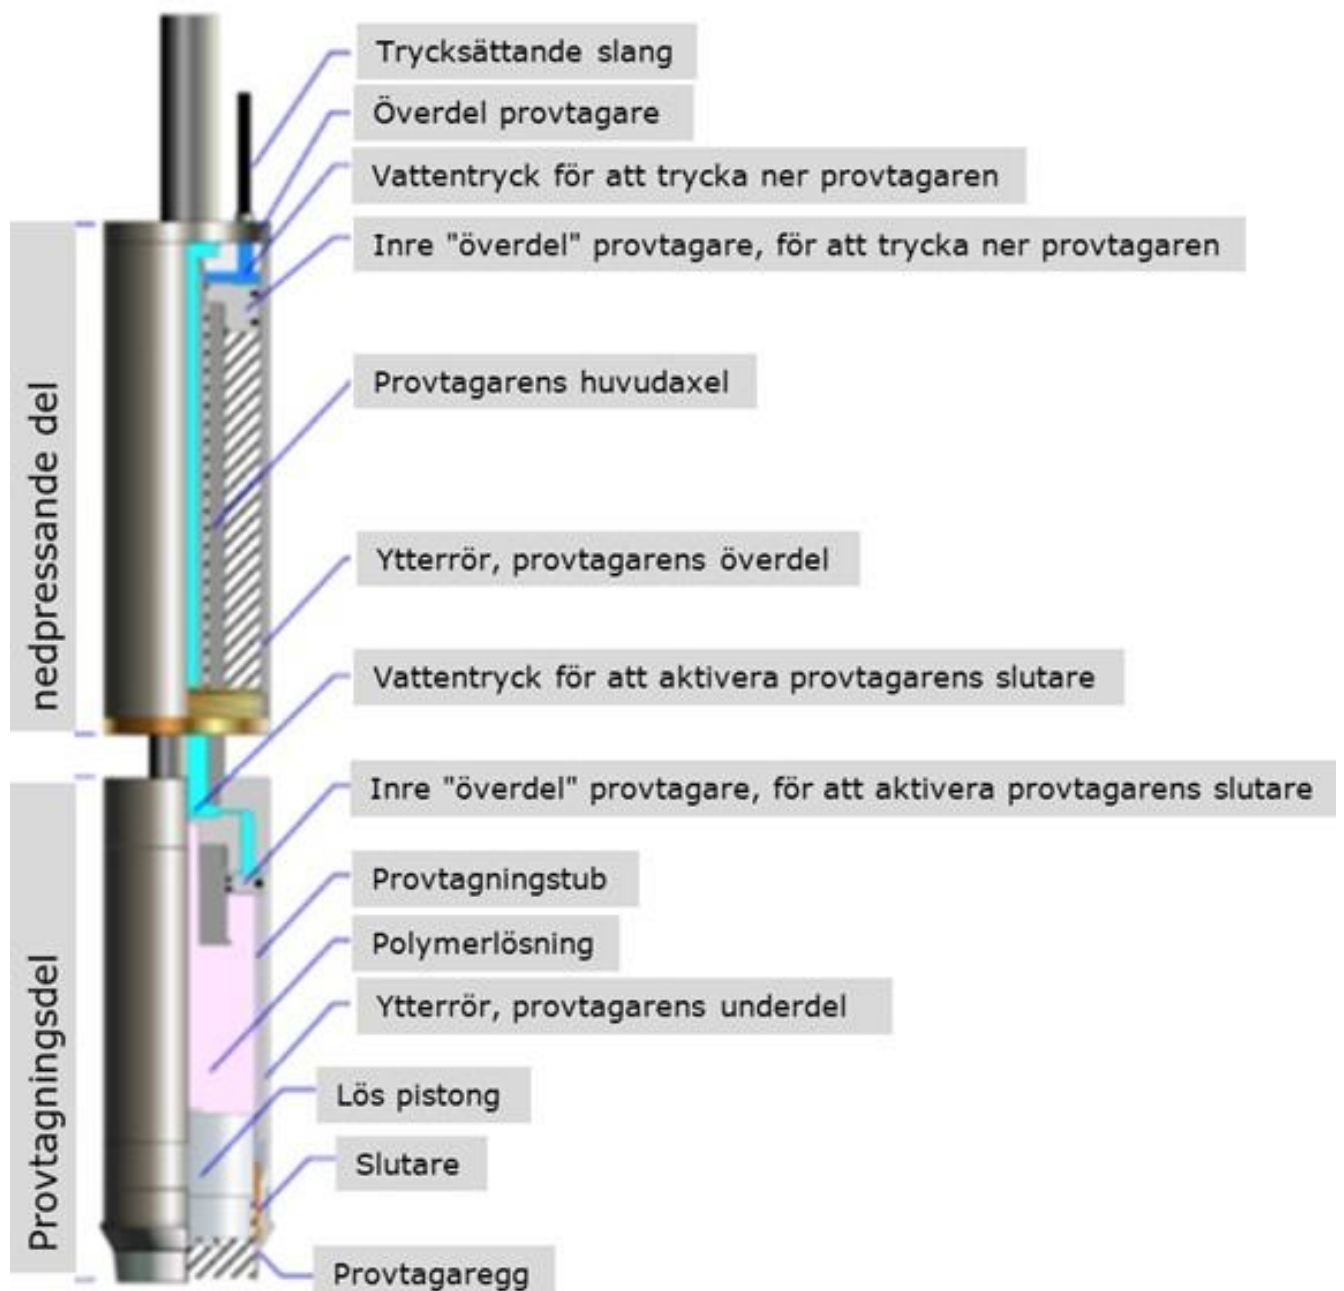 Trycksättande slang
Överdel provtagare
Vattentryck för att trycka ner provtagaren
Inre "överdel" provtagare, för att trycka ner provtagaren
Provtagarens huvudaxel
nedpressande del
Ytterrör, provtagarens överdel
Vattentryck för att aktivera provtagarens slutare
Inre "överdel" provtagare, för att aktivera provtagarens slutare
Provtagningstub
Polymerlösning
Ytterrör, provtagarens underdel
Provtagningsdel
Lös pistong
Slutare
Provtagaregg